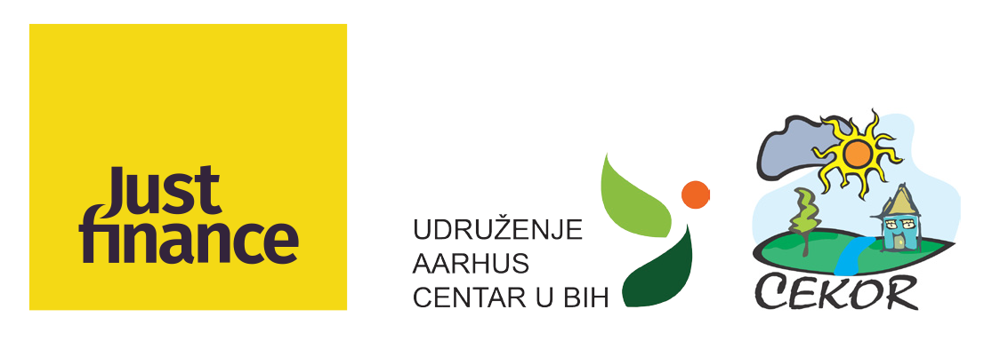 Just
finance
UDRUŽENJE
AARHUS
CENTAR U BIH
CEKOR